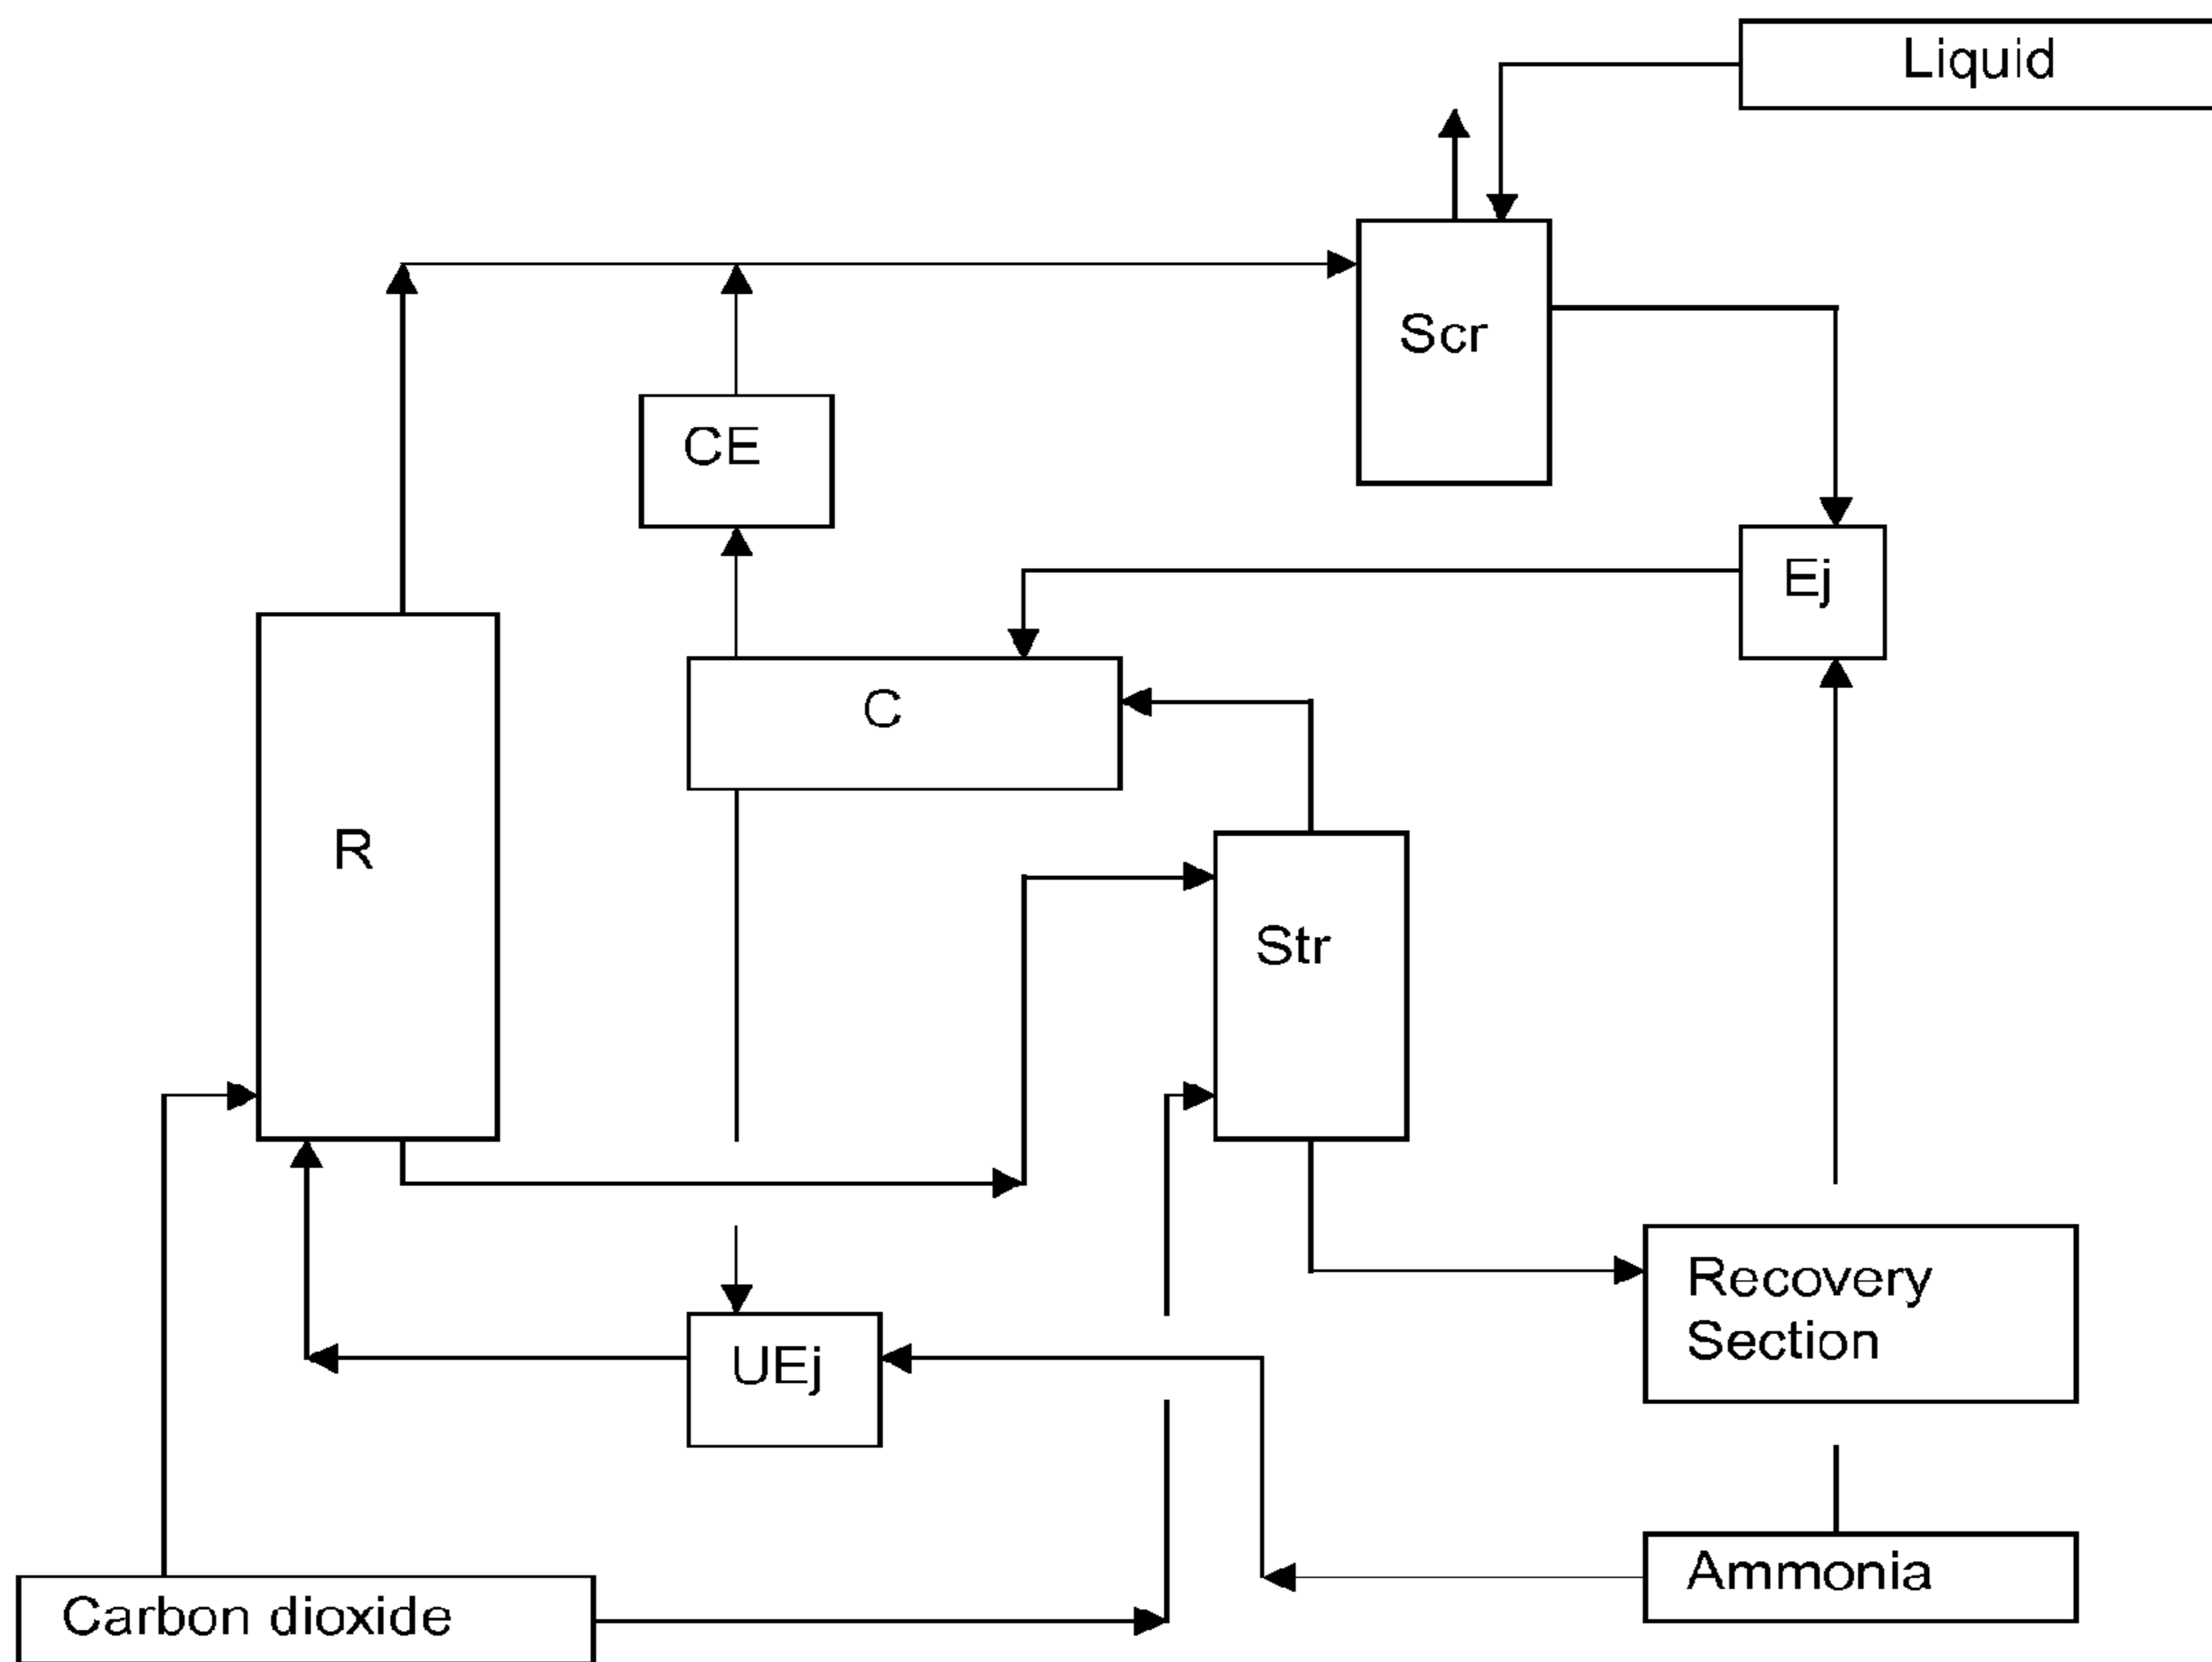 Liquid
Scr
CE
Ej
C
R
Str
Recovery
Section
UEj
Ammonia
Carbon dioxide